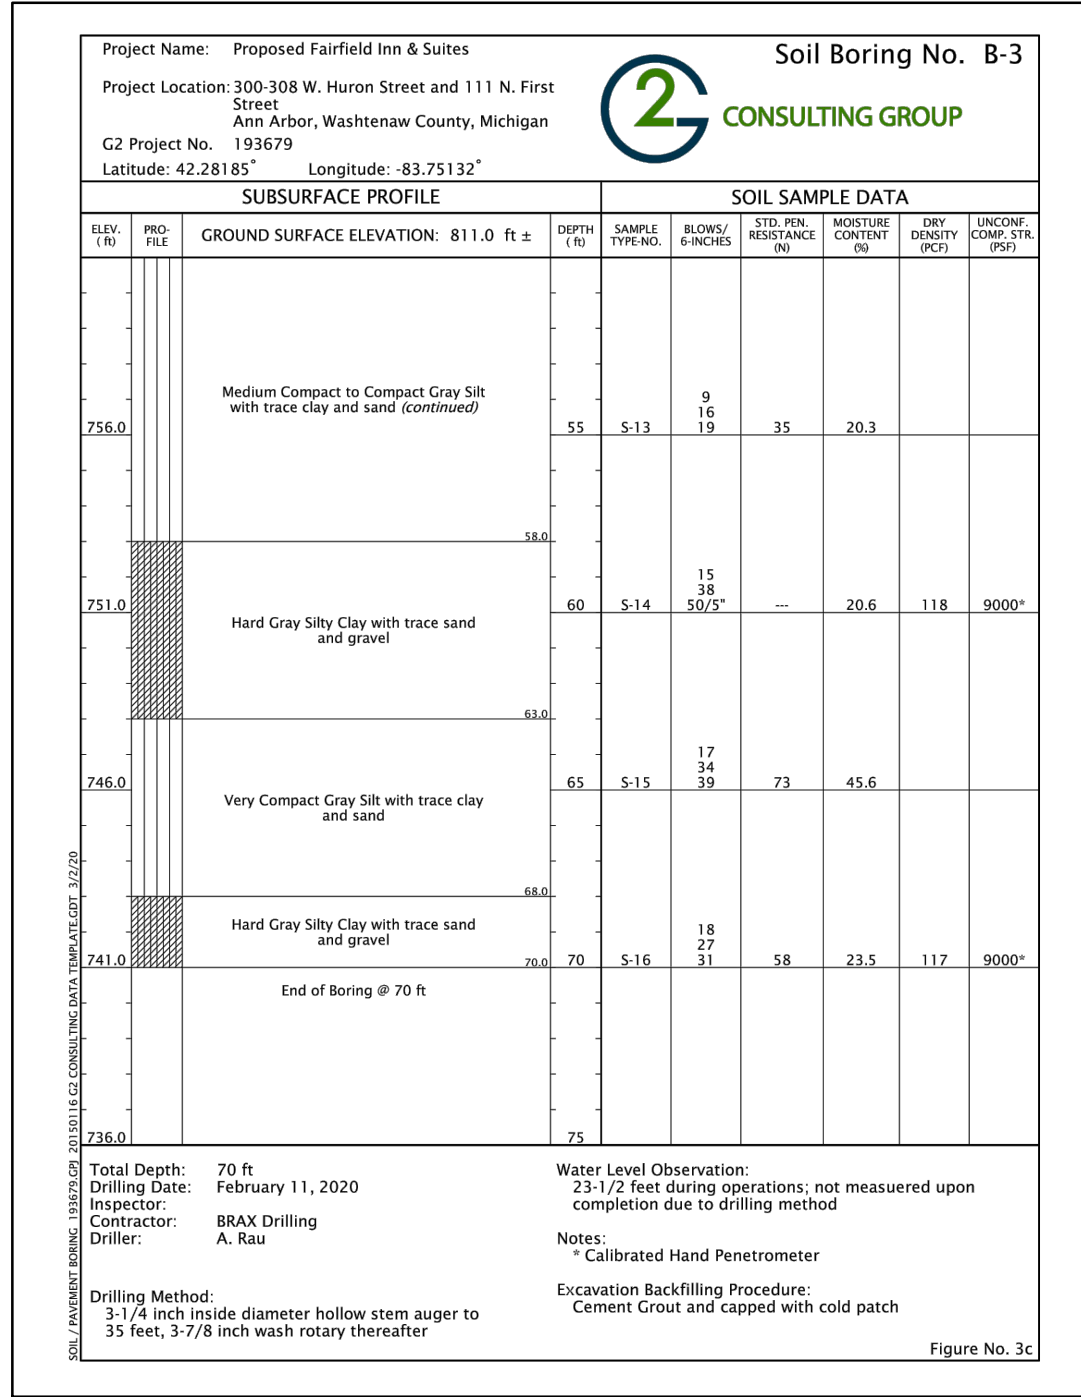 Project Name: Proposed Fairfield Inn & Suites
Project Location: 300-308 W. Huron Street and 111 N. First
Street
Ann Arbor, Washtenaw County, Michigan
G2 Project No. 193679
Latitude: 42.28185° Longitude: -83.75132°
G2 CONSULTING GROUP
Soil Boring No. B-3
SUBSURFACE PROFILE
SOIL SAMPLE DATA
ELEV. (ft)
PRO-FILE
GROUND SURFACE ELEVATION: 811.0 ft ±
DEPTH (ft)
SAMPLE TYPE-NO.
BLOWS/ 6-INCHES
STD. PEN. RESISTANCE (N)
MOISTURE CONTENT (%)
DRY DENSITY (PCF)
UNCONF. COMP. STR. (PSF)
Medium Compact to Compact Gray Silt
with trace clay and sand (continued)
9
16
756.0 55 S-13 19 35 20.3
58.0
15
38
751.0 60 S-14 50/5" --- 20.6 118 9000*
Hard Gray Silty Clay with trace sand
and gravel
63.0
17
34
746.0 65 S-15 39 73 45.6
Very Compact Gray Silt with trace clay
and sand
68.0
Hard Gray Silty Clay with trace sand
and gravel
18
27
741.0 70.0 70 S-16 31 58 23.5 117 9000*
End of Boring @ 70 ft
736.0 75
Total Depth: 70 ft
Drilling Date: February 11, 2020
Inspector:
Contractor: BRAX Drilling
Driller: A. Rau
Drilling Method:
3-1/4 inch inside diameter hollow stem auger to
35 feet, 3-7/8 inch wash rotary thereafter
Water Level Observation:
23-1/2 feet during operations; not measuered upon
completion due to drilling method
Notes:
* Calibrated Hand Penetrometer
Excavation Backfilling Procedure:
Cement Grout and capped with cold patch
Figure No. 3c
SOIL / PAVEMENT BORING 193679.GPJ 20150116 G2 CONSULTING DATA TEMPLATE.GDT 3/2/20